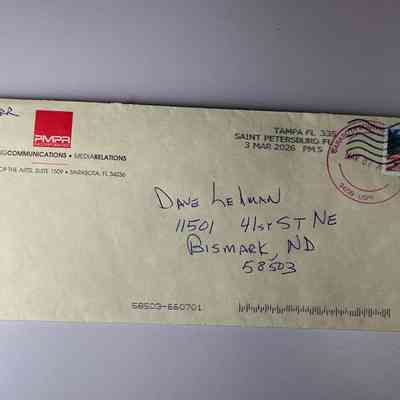 PMPR
TAMPA FL 335
SAINT PETERSBURG FL
3 MAR 2026 PM 5
COMMUNICATIONS • MEDIARELATIONS
OF THE ARTS, SUITE 1509 • SARASOTA, FL 34236
DAVE LEHMAN
11501 41ST ST NE
BISMARK, ND
58503
58503-660701